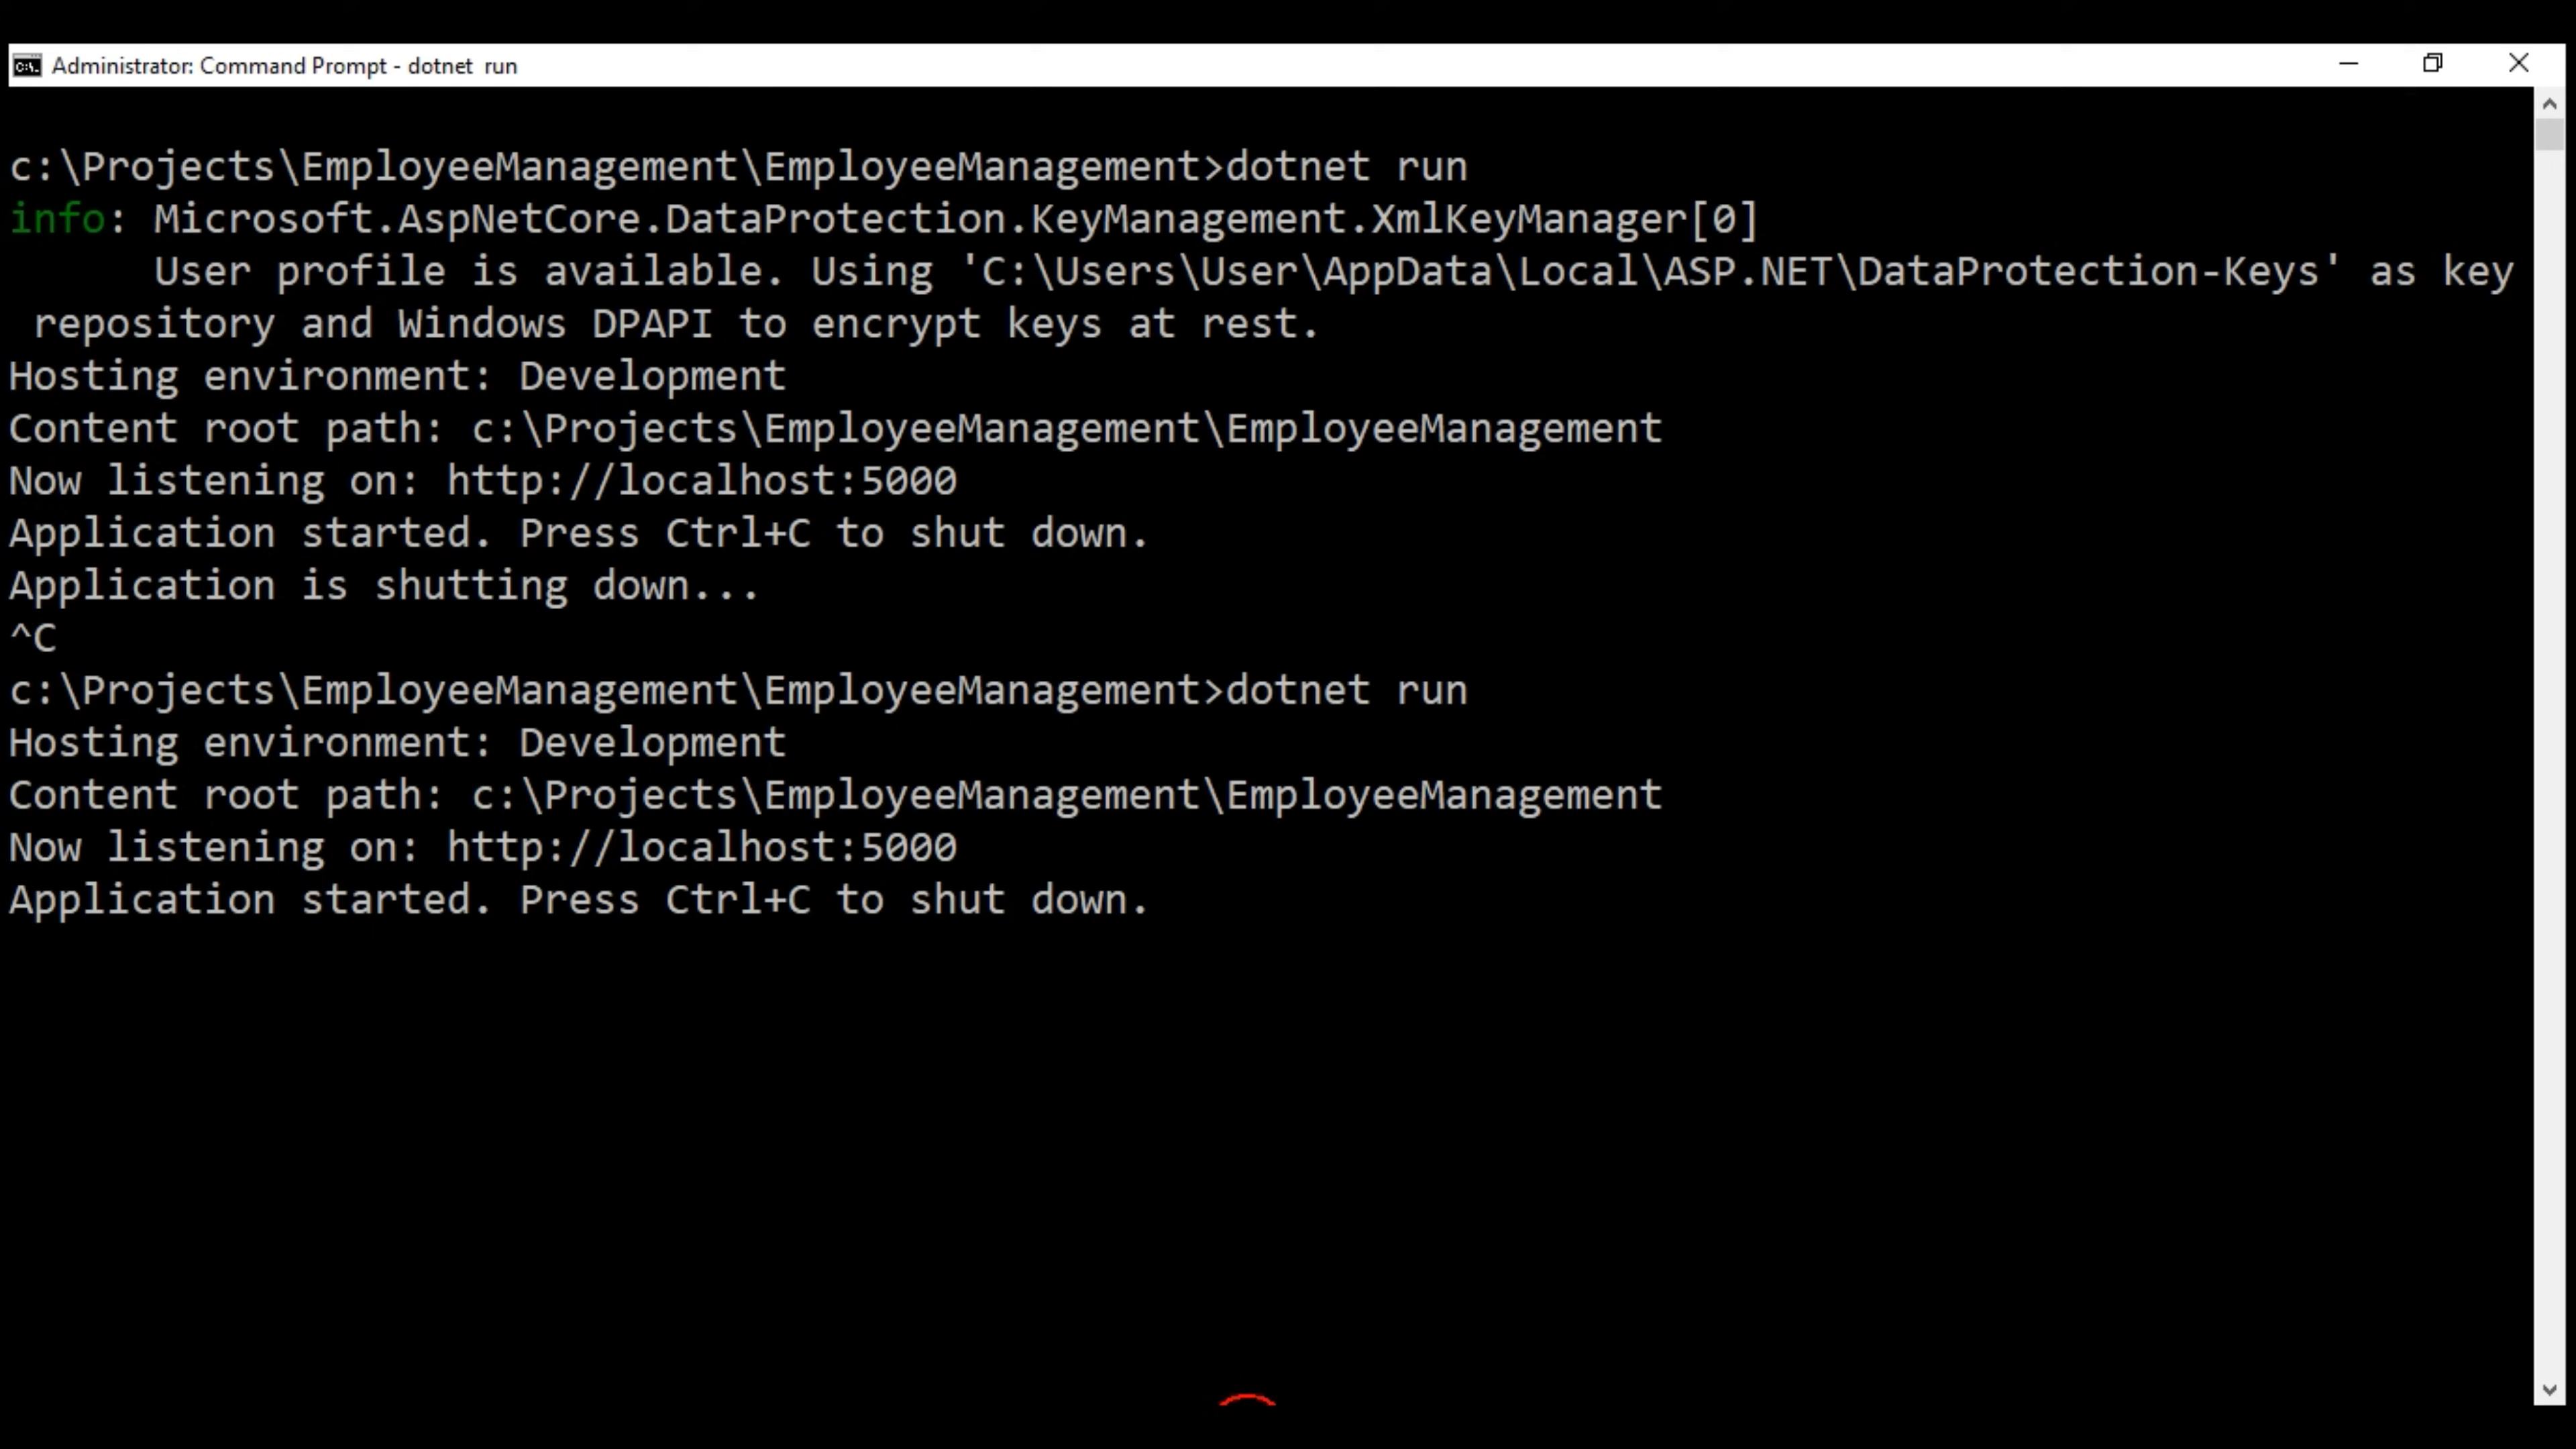 Administrator: Command Prompt - dotnet  run
c:\Projects\EmployeeManagement\EmployeeManagement>dotnet run
info: Microsoft.AspNetCore.DataProtection.KeyManagement.XmlKeyManager[0]
      User profile is available. Using 'C:\Users\User\AppData\Local\ASP.NET\DataProtection-Keys' as key
 repository and Windows DPAPI to encrypt keys at rest.
Hosting environment: Development
Content root path: c:\Projects\EmployeeManagement\EmployeeManagement
Now listening on: http://localhost:5000
Application started. Press Ctrl+C to shut down.
Application is shutting down...
^C
c:\Projects\EmployeeManagement\EmployeeManagement>dotnet run
Hosting environment: Development
Content root path: c:\Projects\EmployeeManagement\EmployeeManagement
Now listening on: http://localhost:5000
Application started. Press Ctrl+C to shut down.